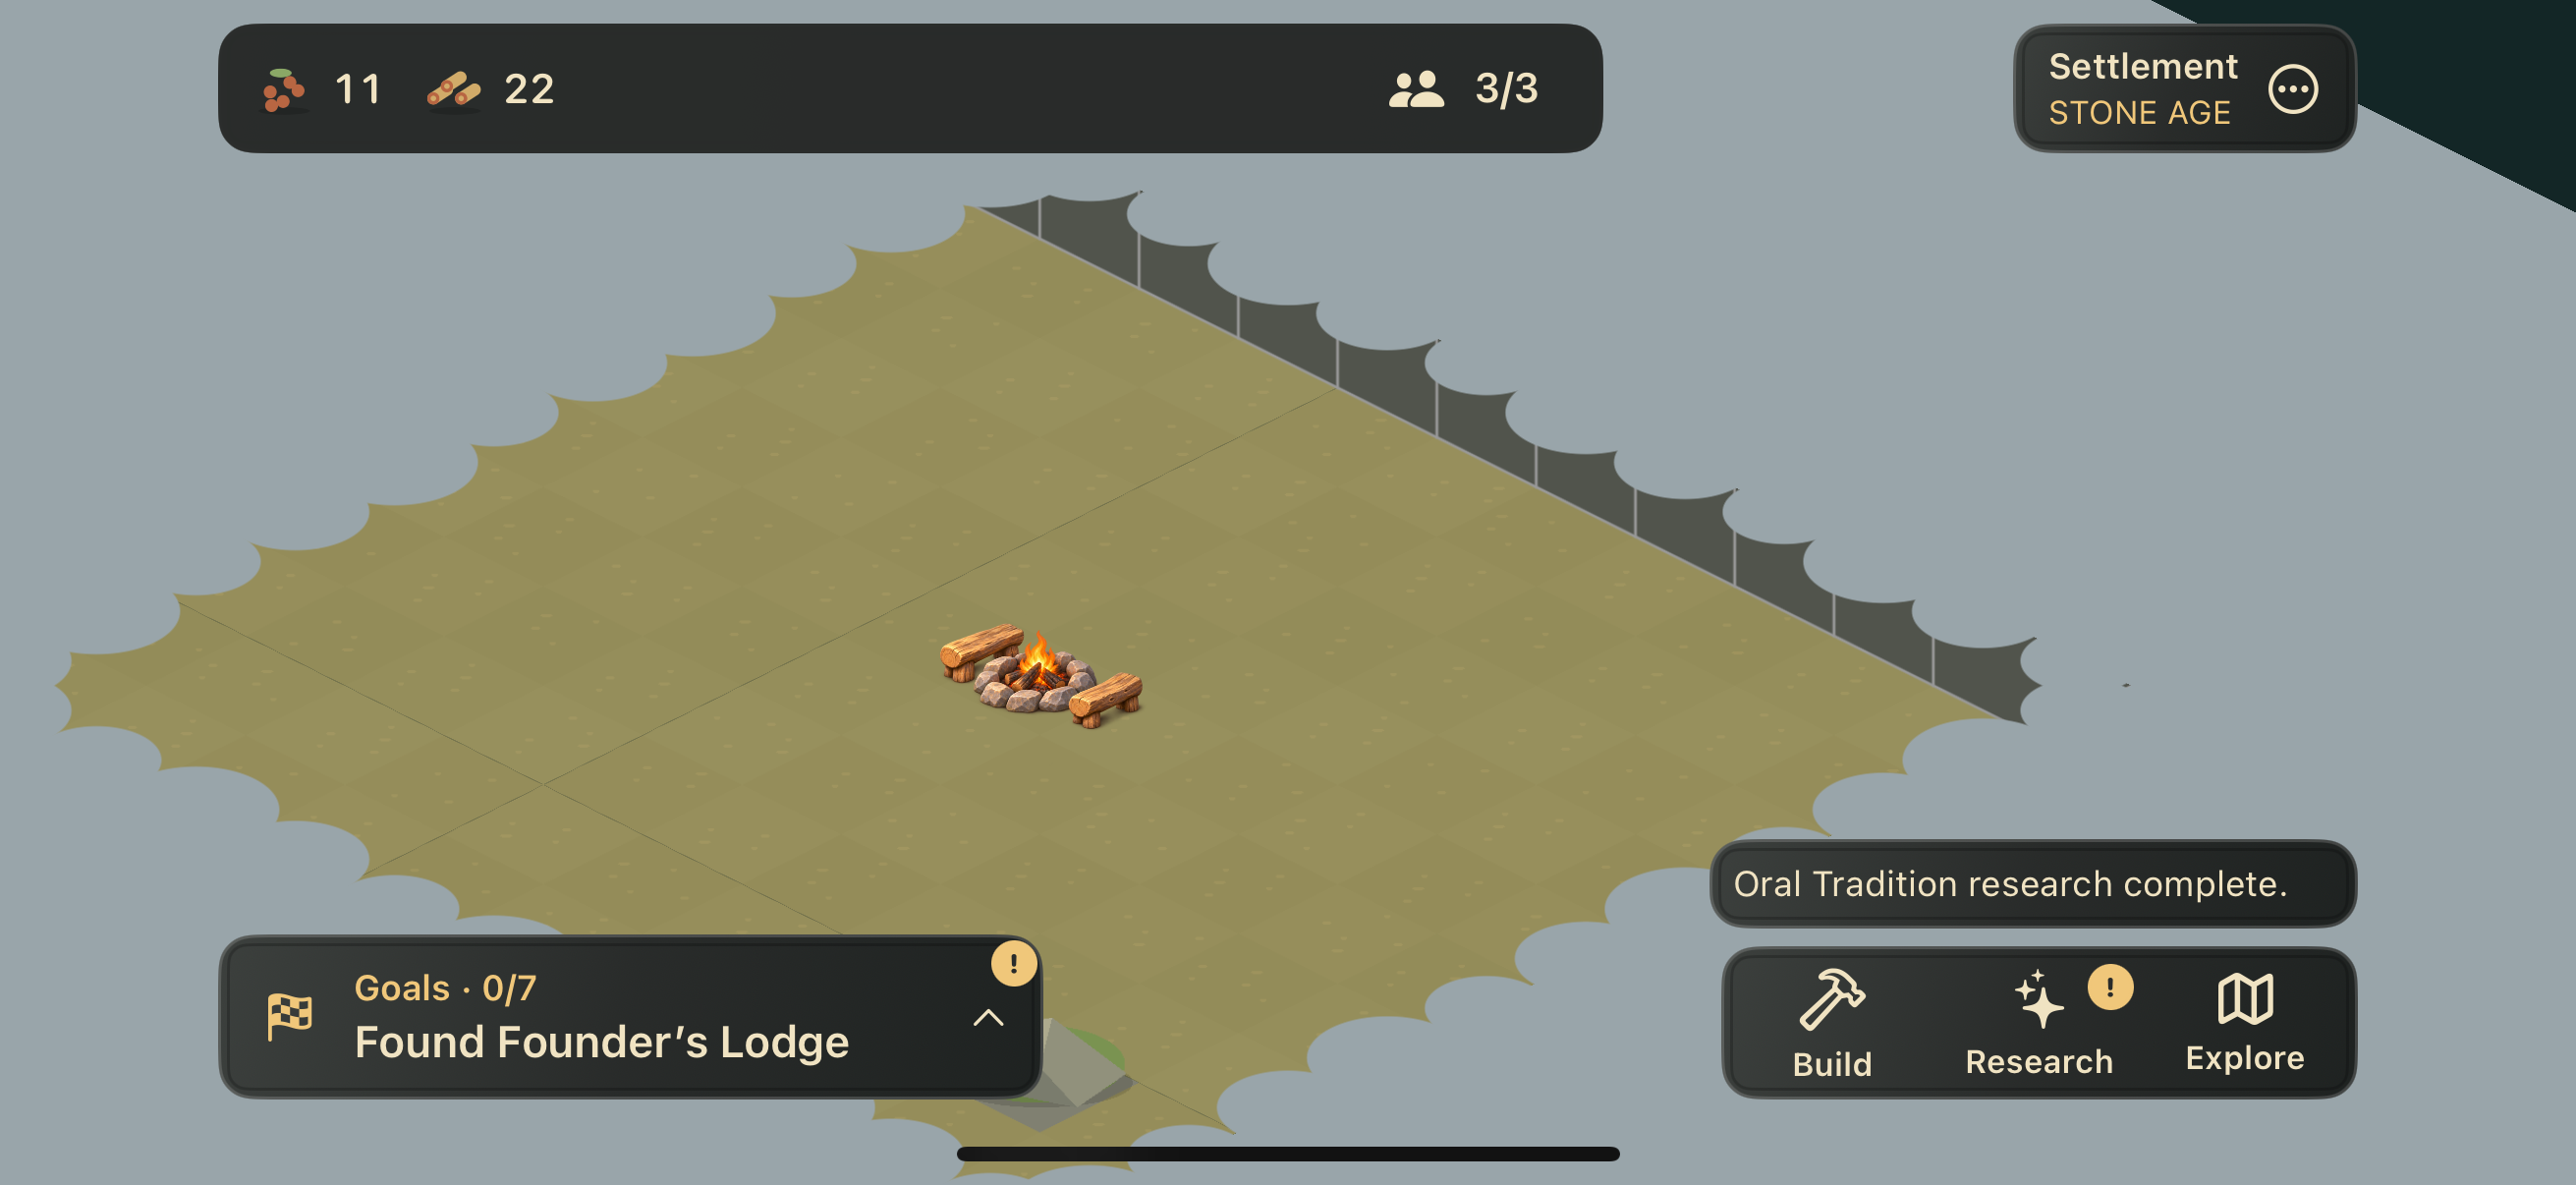 11 22 3/3
Settlement
STONE AGE
Oral Tradition research complete.
Goals · 0/7
Found Founder’s Lodge
!
Build
Research
!
Explore